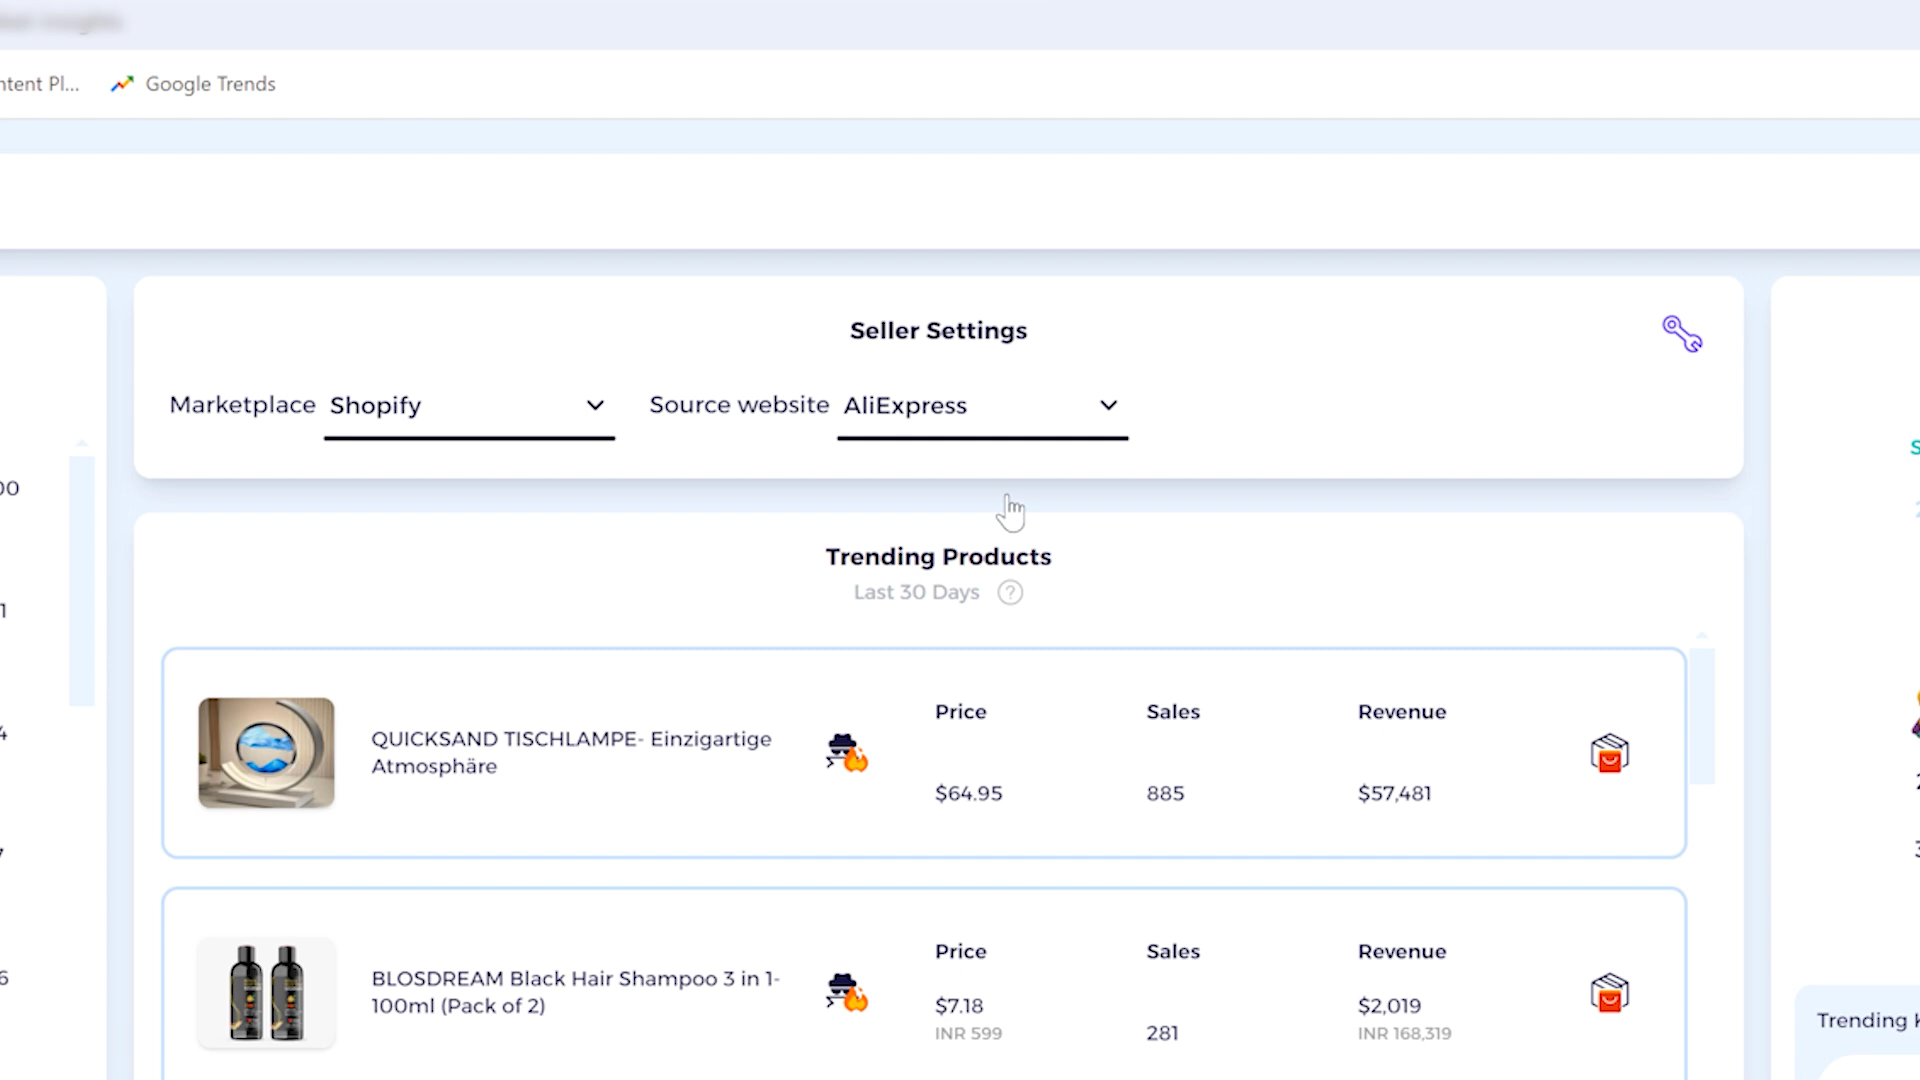 ntent Pl...
Google Trends
Seller Settings
Marketplace Shopify
Source website AliExpress
Trending Products
Last 30 Days ?
QUICKSAND TISCHLAMPE- Einzigartige
Atmosphäre
Price
Sales
Revenue
$64.95
885
$57,481
BLOSDREAM Black Hair Shampoo 3 in 1-
100ml (Pack of 2)
Price
Sales
Revenue
$7.18
INR 599
281
$2,019
INR 168,319
Trending